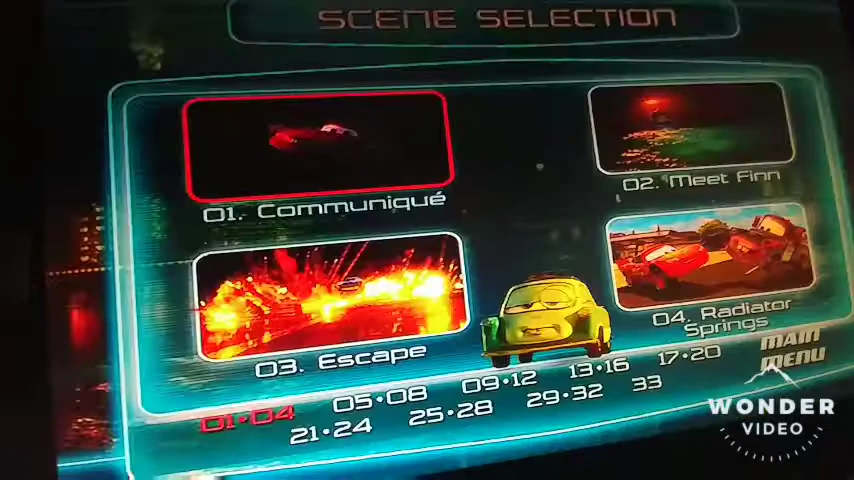 SCENE SELECTION
01. Communiqué
02. Meet Finn
03. Escape
04. Radiator
Springs
01•04 05•08 09•12 13•16 17•20
21•24 25•28 29•32 33
MAIN
MENU
WONDER
VIDEO